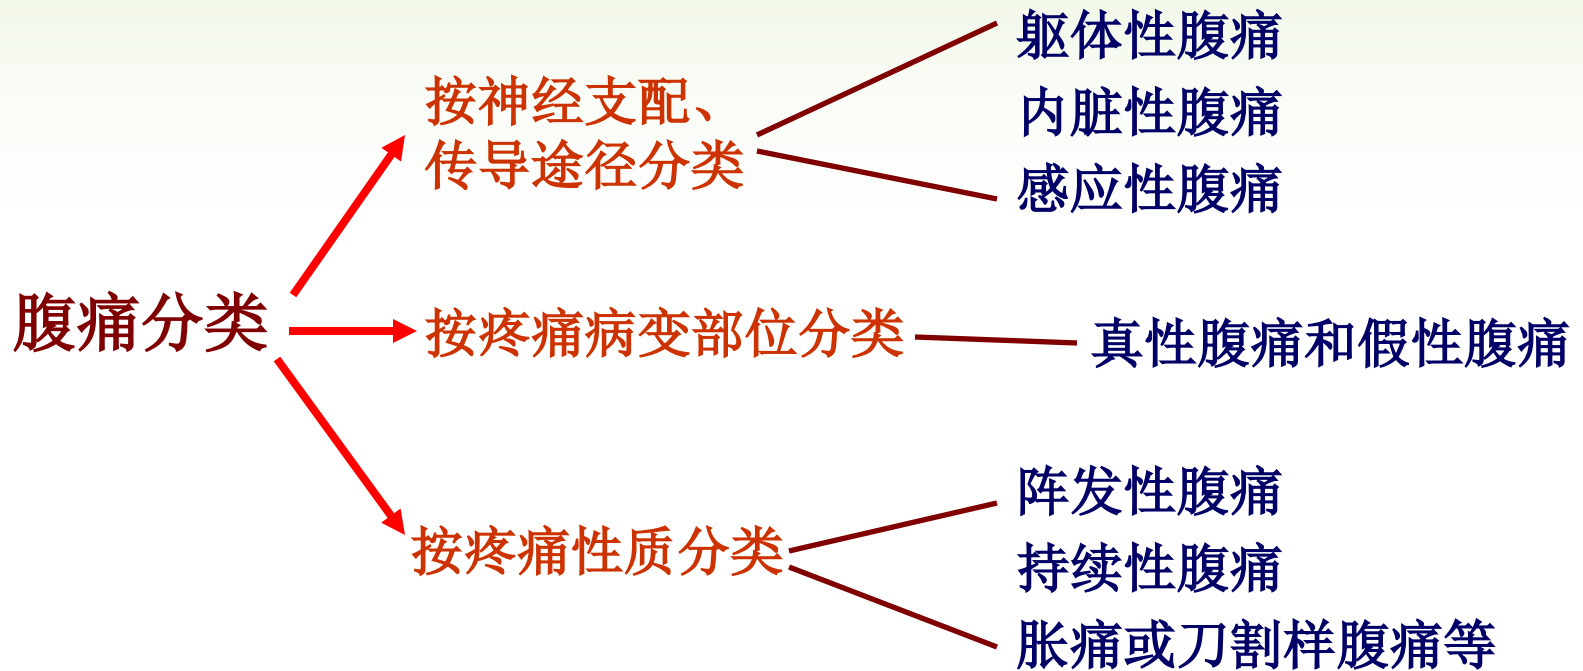 腹痛分类
按神经支配、
传导途径分类
躯体性腹痛
内脏性腹痛
感应性腹痛
按疼痛病变部位分类
真性腹痛和假性腹痛
按疼痛性质分类
阵发性腹痛
持续性腹痛
胀痛或刀割样腹痛等